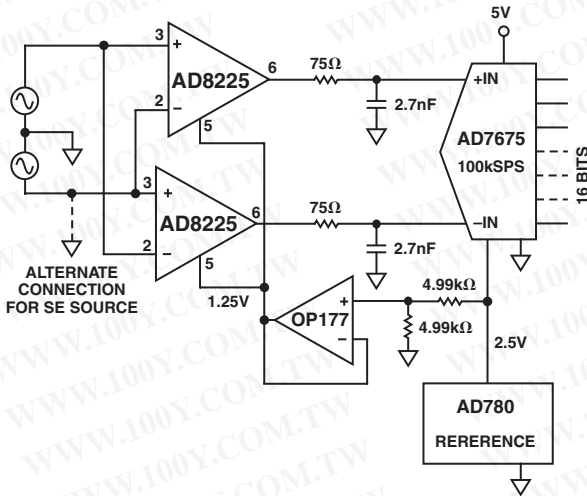 5V
3
AD8225
6
75Ω
+IN
2
5
2.7nF
AD7675
100kSPS
16 BITS
3
AD8225
6
75Ω
–IN
2
5
2.7nF
ALTERNATE
CONNECTION
FOR SE SOURCE
1.25V
OP177
4.99kΩ
4.99kΩ
2.5V
AD780
RERERENCE
WWW.100Y.COM.TW